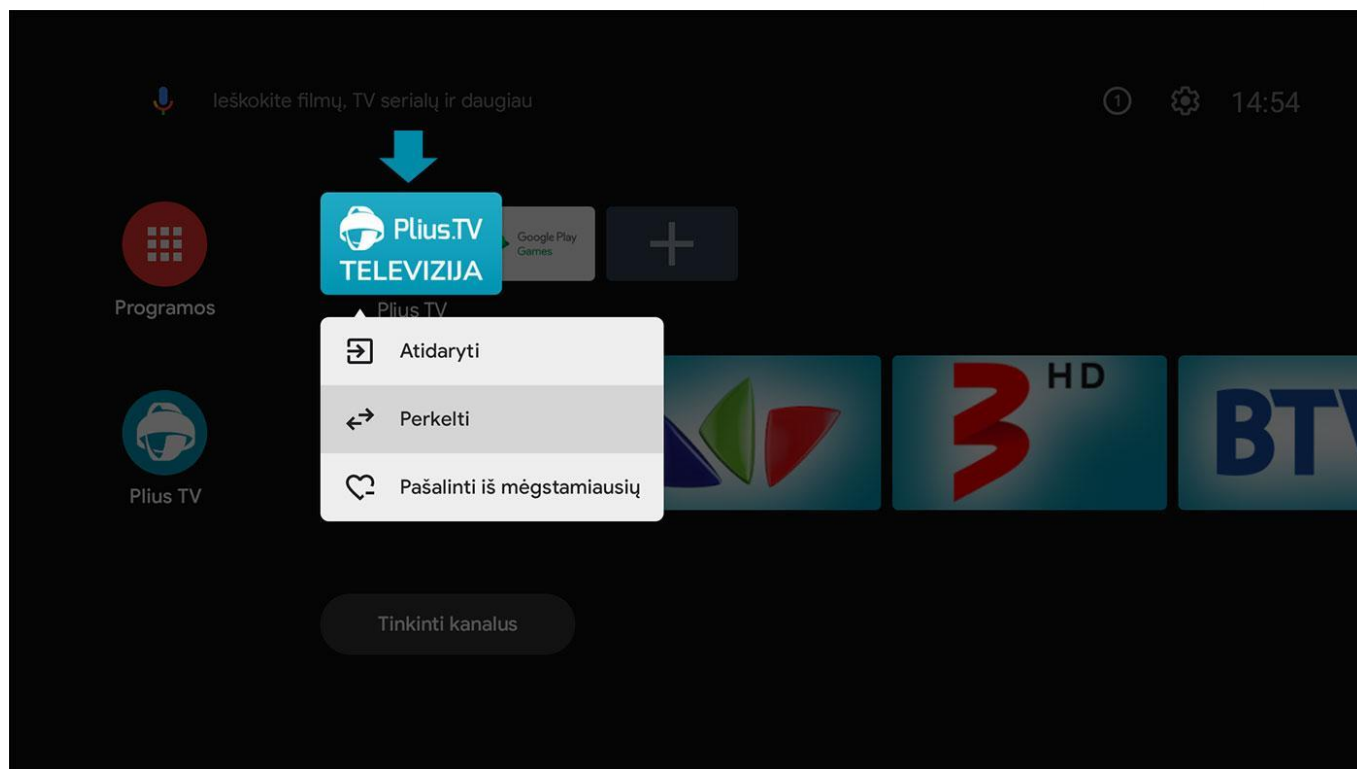 Ieškokite filmų, TV serialų ir daugiau
1
14:54
Plius.TV
TELEVIZIJA
Google Play
Games
Programos
Plius TV
Atidaryti
3 HD
BTV
Perkelti
Plius TV
Pašalinti iš mėgstamiausių
Tinkinti kanalus